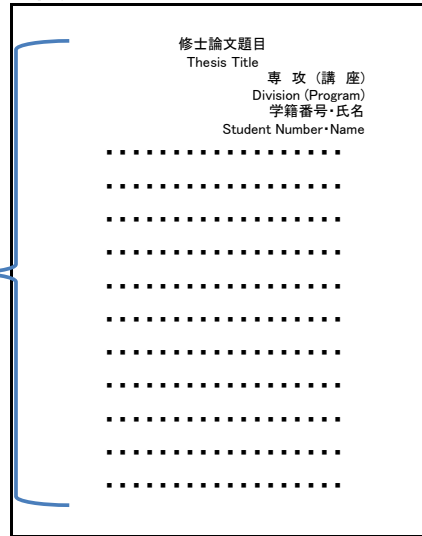 修士論文題目
Thesis Title
専　攻（講　座）
Division (Program)
学籍番号・氏名
Student Number・Name
▪ ▪ ▪ ▪ ▪ ▪ ▪ ▪ ▪ ▪ ▪ ▪ ▪ ▪ ▪ ▪ ▪ ▪
▪ ▪ ▪ ▪ ▪ ▪ ▪ ▪ ▪ ▪ ▪ ▪ ▪ ▪ ▪ ▪ ▪ ▪
▪ ▪ ▪ ▪ ▪ ▪ ▪ ▪ ▪ ▪ ▪ ▪ ▪ ▪ ▪ ▪ ▪ ▪
▪ ▪ ▪ ▪ ▪ ▪ ▪ ▪ ▪ ▪ ▪ ▪ ▪ ▪ ▪ ▪ ▪ ▪
▪ ▪ ▪ ▪ ▪ ▪ ▪ ▪ ▪ ▪ ▪ ▪ ▪ ▪ ▪ ▪ ▪ ▪
▪ ▪ ▪ ▪ ▪ ▪ ▪ ▪ ▪ ▪ ▪ ▪ ▪ ▪ ▪ ▪ ▪ ▪
▪ ▪ ▪ ▪ ▪ ▪ ▪ ▪ ▪ ▪ ▪ ▪ ▪ ▪ ▪ ▪ ▪ ▪
▪ ▪ ▪ ▪ ▪ ▪ ▪ ▪ ▪ ▪ ▪ ▪ ▪ ▪ ▪ ▪ ▪ ▪
▪ ▪ ▪ ▪ ▪ ▪ ▪ ▪ ▪ ▪ ▪ ▪ ▪ ▪ ▪ ▪ ▪ ▪
▪ ▪ ▪ ▪ ▪ ▪ ▪ ▪ ▪ ▪ ▪ ▪ ▪ ▪ ▪ ▪ ▪ ▪
▪ ▪ ▪ ▪ ▪ ▪ ▪ ▪ ▪ ▪ ▪ ▪ ▪ ▪ ▪ ▪ ▪ ▪